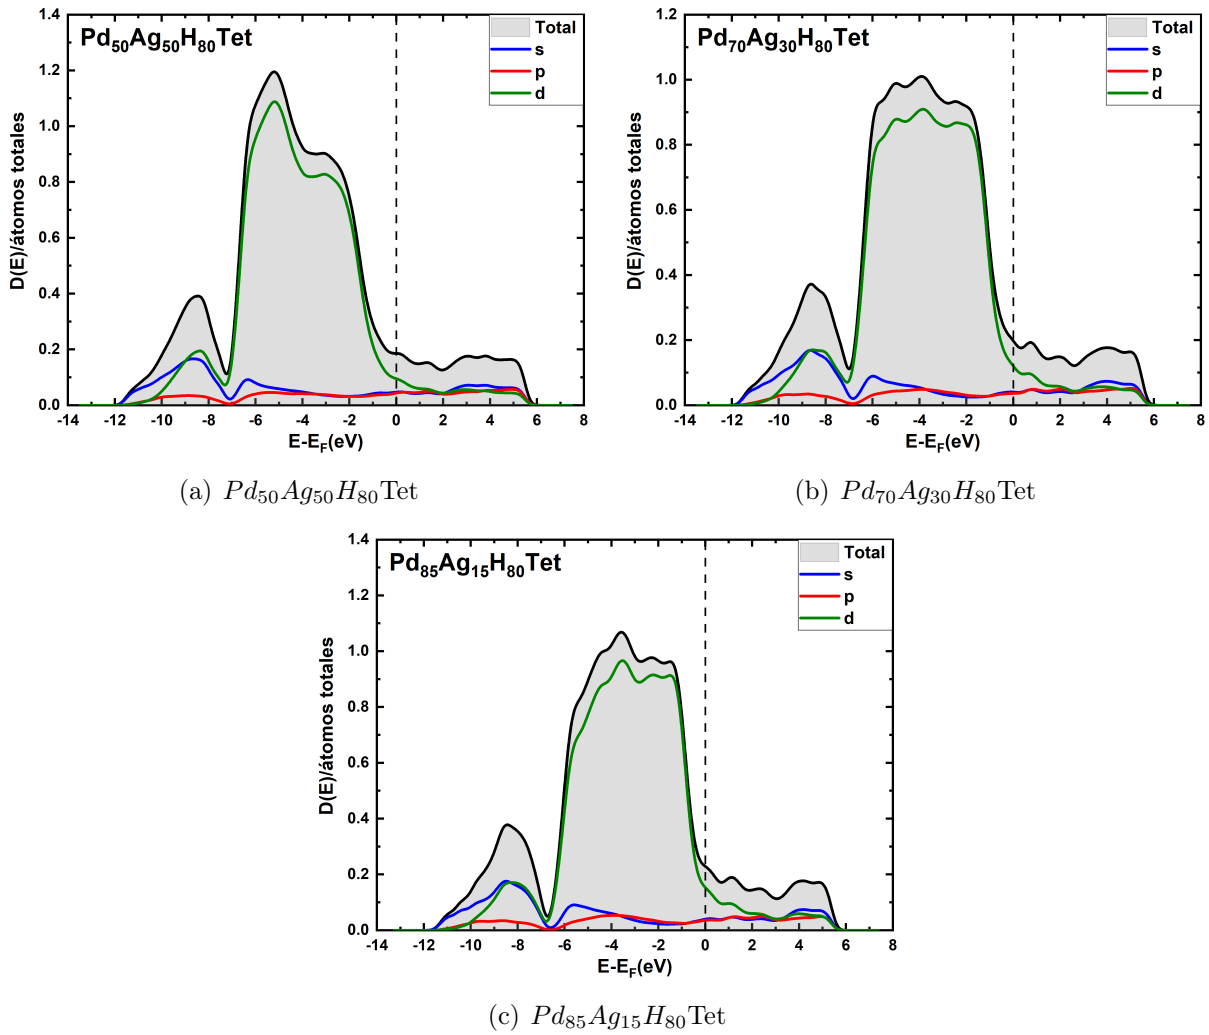 Pd50Ag50H80Tet
Total
s
p
d
D(E)/átomos totales
1.4
1.2
1.0
0.8
0.6
0.4
0.2
0.0
-14 -12 -10 -8 -6 -4 -2 0 2 4 6 8
E-EF(eV)
(a) Pd50Ag50H80Tet
Pd70Ag30H80Tet
Total
s
p
d
D(E)/átomos totales
1.2
1.0
0.8
0.6
0.4
0.2
0.0
-14 -12 -10 -8 -6 -4 -2 0 2 4 6 8
E-EF(eV)
(b) Pd70Ag30H80Tet
Pd85Ag15H80Tet
Total
s
p
d
D(E)/átomos totales
1.4
1.2
1.0
0.8
0.6
0.4
0.2
0.0
-14 -12 -10 -8 -6 -4 -2 0 2 4 6 8
E-EF(eV)
(c) Pd85Ag15H80Tet